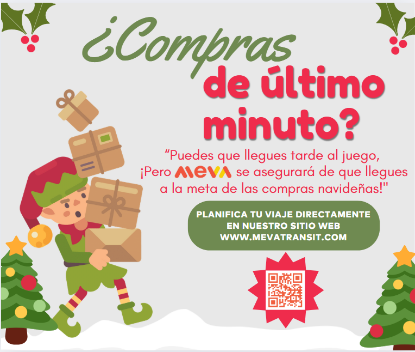 ¿Compras
de último
minuto?
"Puedes que llegues tarde al juego,
¡Pero MEVA se asegurará de que llegues
a la meta de las compras navideñas!"
PLANIFICA TU VIAJE DIRECTAMENTE
EN NUESTRO SITIO WEB
WWW.MEVATRANSIT.COM